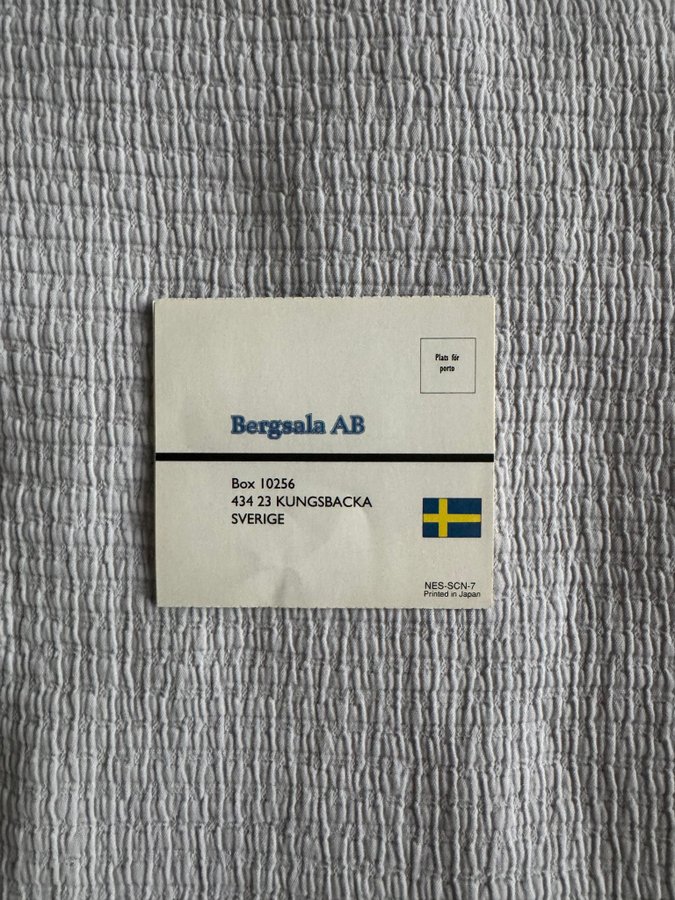 Plats för
porto
Bergsala AB
Box 10256
434 23 KUNGSBACKA
SVERIGE
NES-SCN-7
Printed in Japan